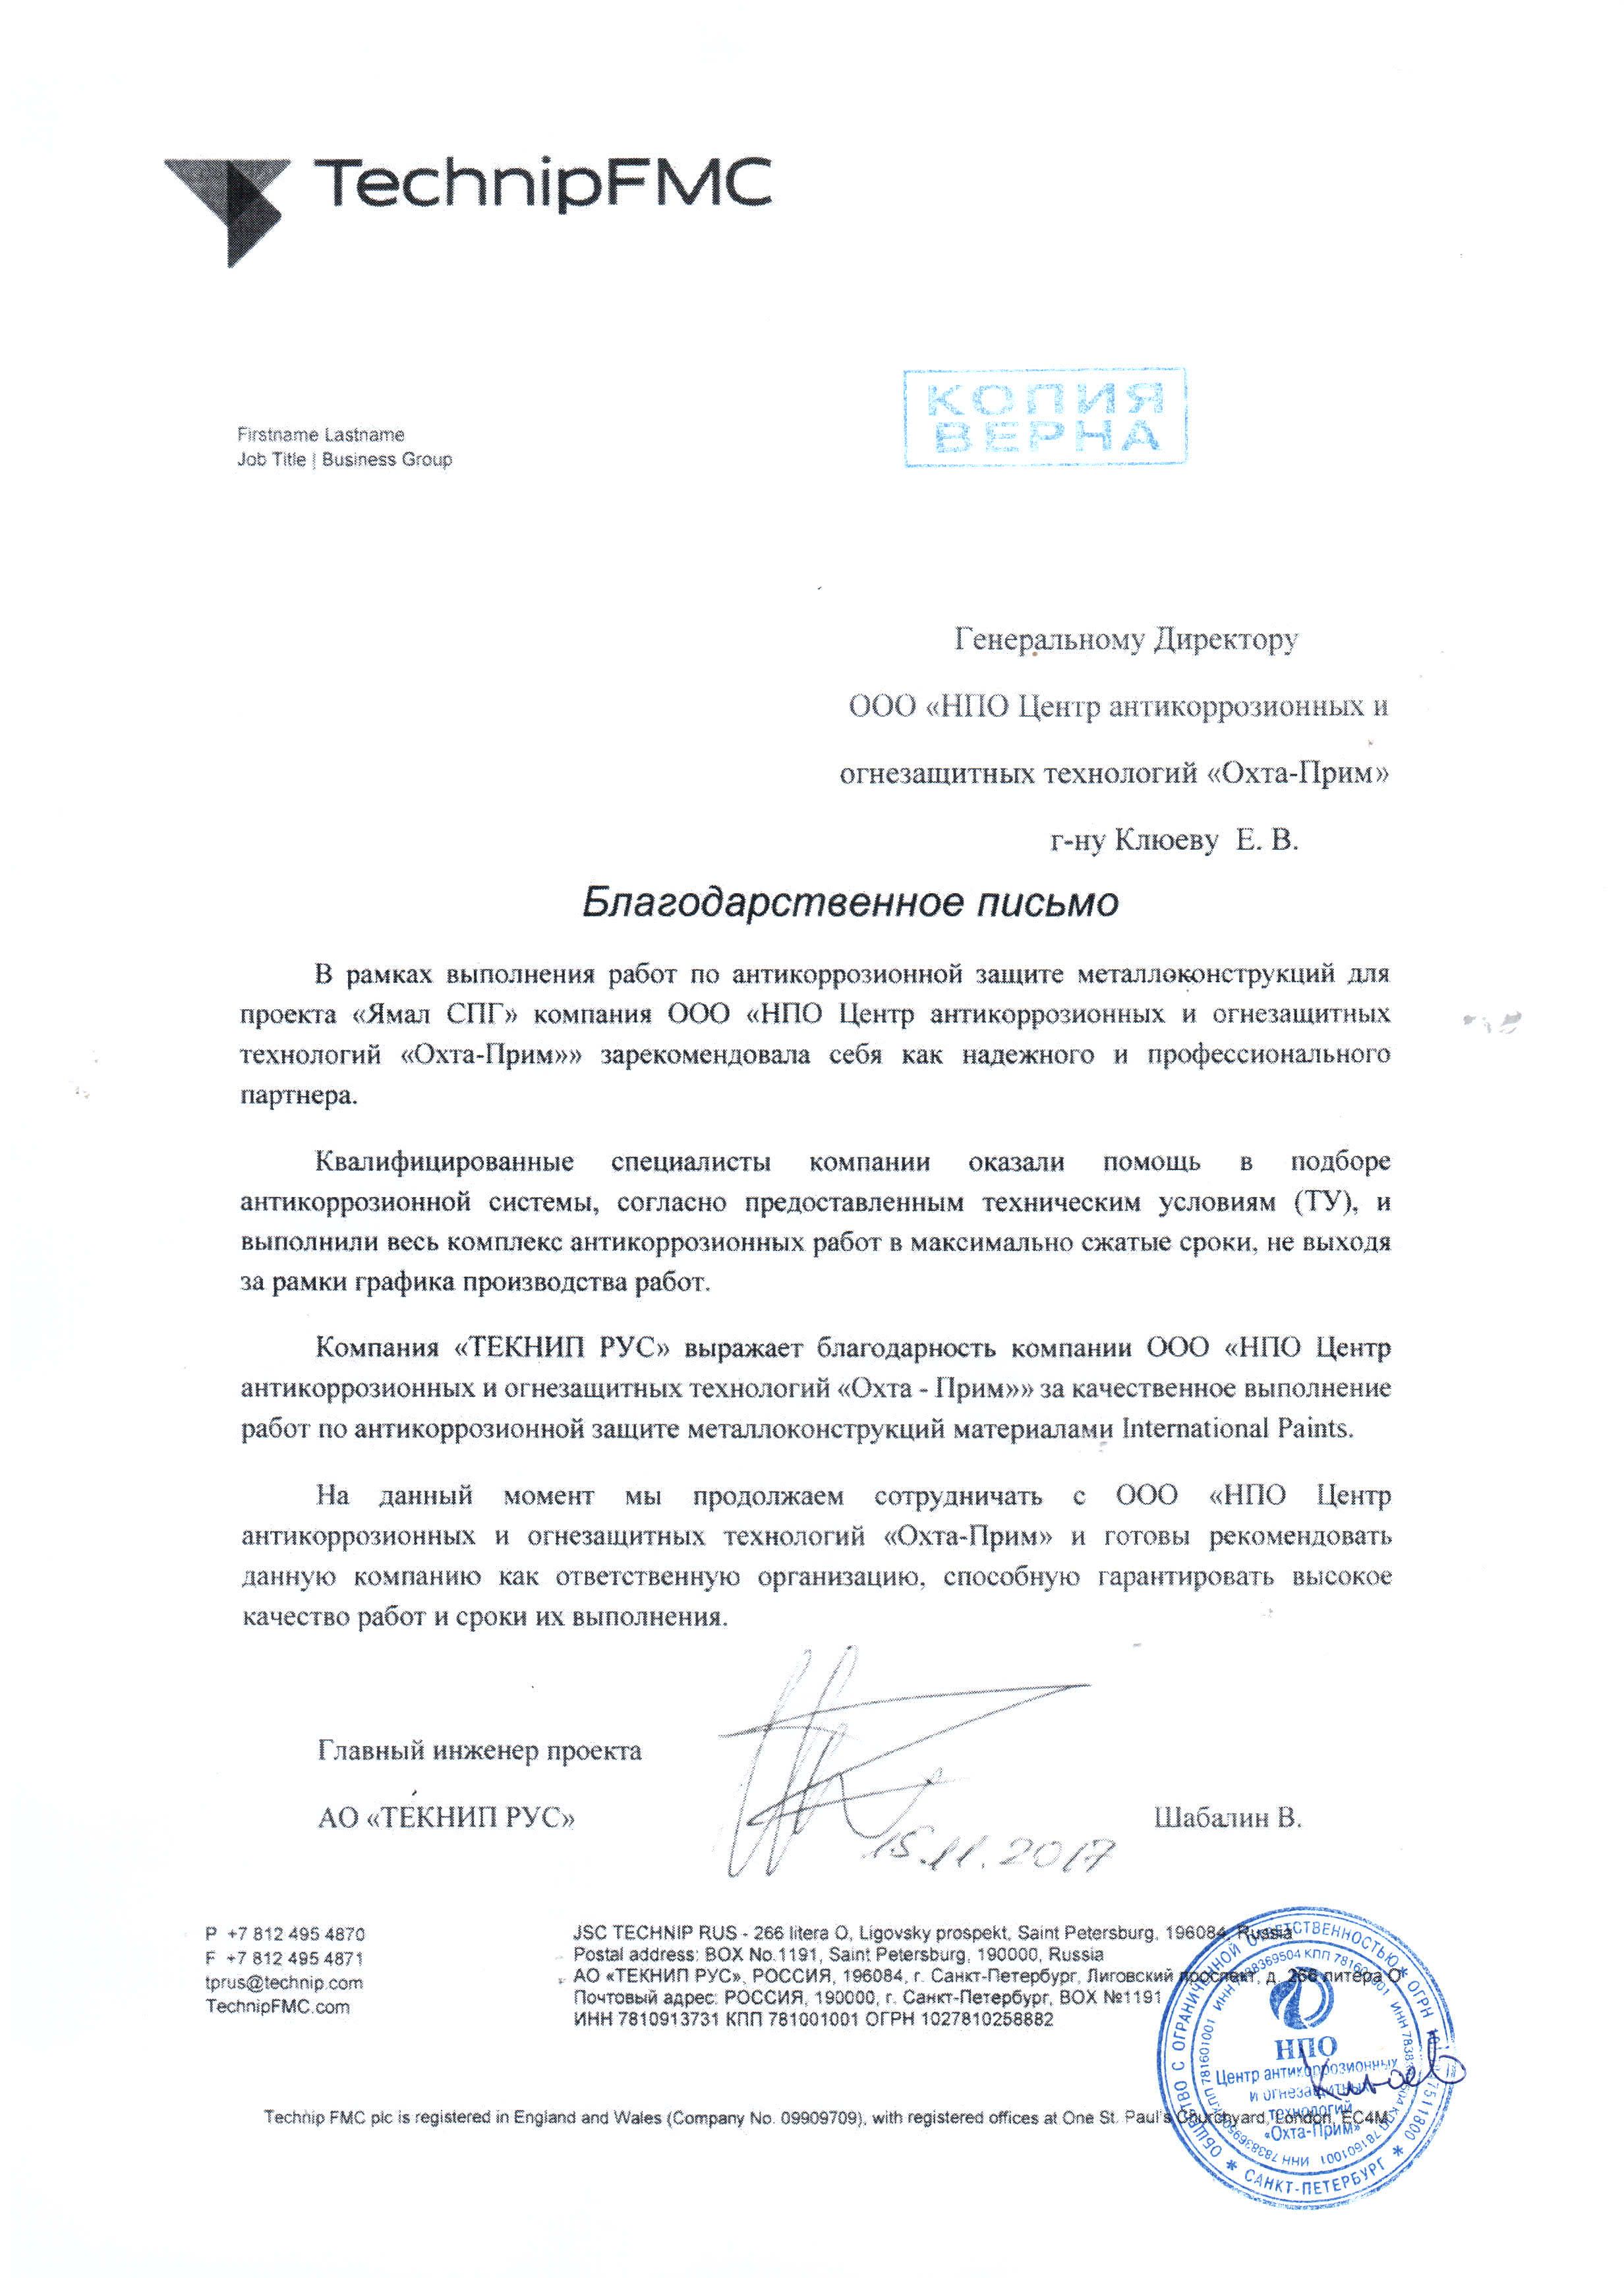 TechnipFMC
КОПИЯ
ВЕРНА
Firstname Lastname
Job Title | Business Group
Генеральному Директору
ООО «НПО Центр антикоррозионных и
огнезащитных технологий «Охта-Прим»
г-ну Клюеву Е. В.
Благодарственное письмо
В рамках выполнения работ по антикоррозионной защите металлоконструкций для
проекта «Ямал СПГ» компания ООО «НПО Центр антикоррозионных и огнезащитных
технологий «Охта-Прим»» зарекомендовала себя как надежного и профессионального
партнера.
Квалифицированные специалисты компании оказали помощь в подборе
антикоррозионной системы, согласно предоставленным техническим условиям (ТУ), и
выполнили весь комплекс антикоррозионных работ в максимально сжатые сроки, не выходя
за рамки графика производства работ.
Компания «ТЕКНИП РУС» выражает благодарность компании ООО «НПО Центр
антикоррозионных и огнезащитных технологий «Охта - Прим»» за качественное выполнение
работ по антикоррозионной защите металлоконструкций материалами International Paints.
На данный момент мы продолжаем сотрудничать с ООО «НПО Центр
антикоррозионных и огнезащитных технологий «Охта-Прим» и готовы рекомендовать
данную компанию как ответственную организацию, способную гарантировать высокое
качество работ и сроки их выполнения.
Главный инженер проекта
АО «ТЕКНИП РУС» Шабалин В.
15.11.2017
P +7 812 495 4870
F +7 812 495 4871
tprus@technip.com
TechnipFMC.com
JSC TECHNIP RUS - 266 litera O, Ligovsky prospekt, Saint Petersburg, 196084, Russia
Postal address: BOX No.1191, Saint Petersburg, 190000, Russia
АО «ТЕКНИП РУС», РОССИЯ, 196084, г. Санкт-Петербург, Лиговский проспект, д. 266 литера О
Почтовый адрес: РОССИЯ, 190000, г. Санкт-Петербург, BOX №1191
ИНН 7810913731 КПП 781001001 ОГРН 1027810258882
Technip FMC plc is registered in England and Wales (Company No. 09909709), with registered offices at One St. Paul's Churchyard, London, EC4M
ОБЩЕСТВО С ОГРАНИЧЕННОЙ ОТВЕТСТВЕННОСТЬЮ * ОГРН
* САНКТ-ПЕТЕРБУРГ *
НПО
Центр антикоррозионных
и огнезащитных
технологий
«Охта-Прим»